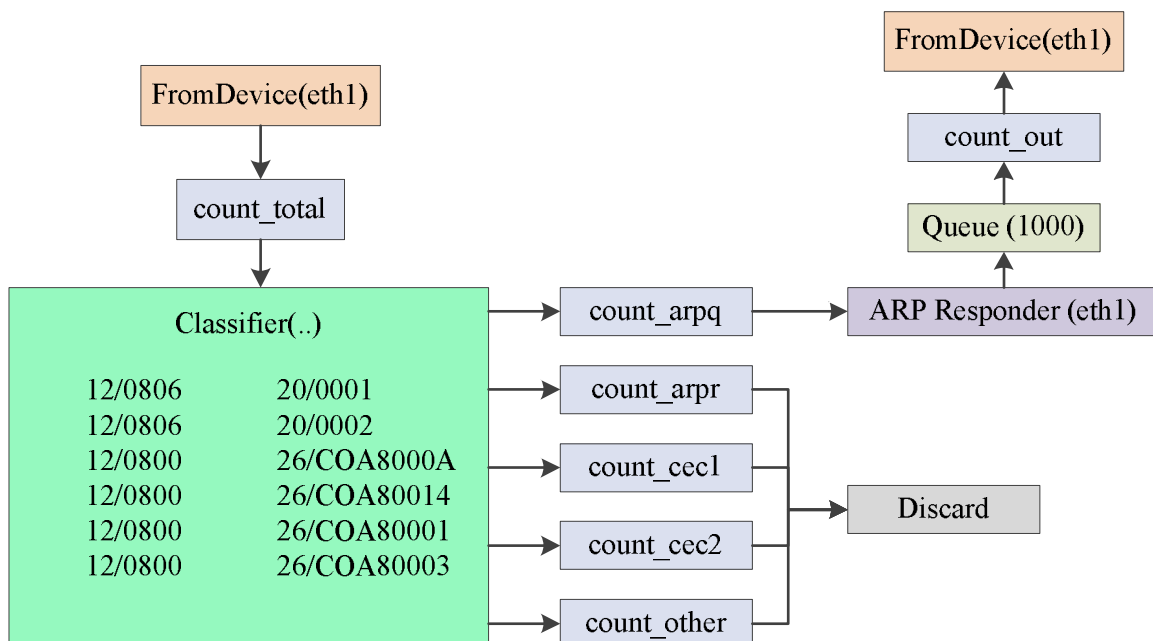 FromDevice(eth1)
FromDevice(eth1)
count_out
count_total
Queue (1000)
Classifier(..)
count_arpq
ARP Responder (eth1)
12/0806 20/0001
12/0806 20/0002
12/0800 26/COA8000A
12/0800 26/COA80014
12/0800 26/COA80001
12/0800 26/COA80003
count_arpr
count_cec1
count_cec2
count_other
Discard